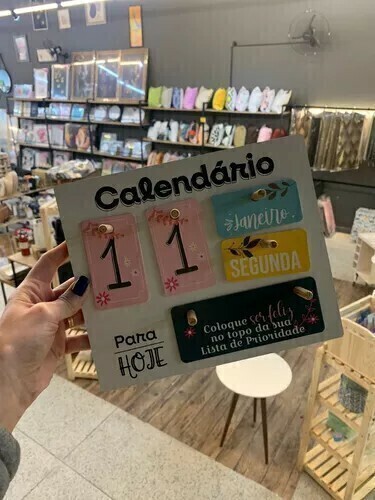 Calendário
1 1
Janeiro
SEGUNDA
Para
HOJE
Coloque ser feliz
no topo da sua
Lista de Prioridade